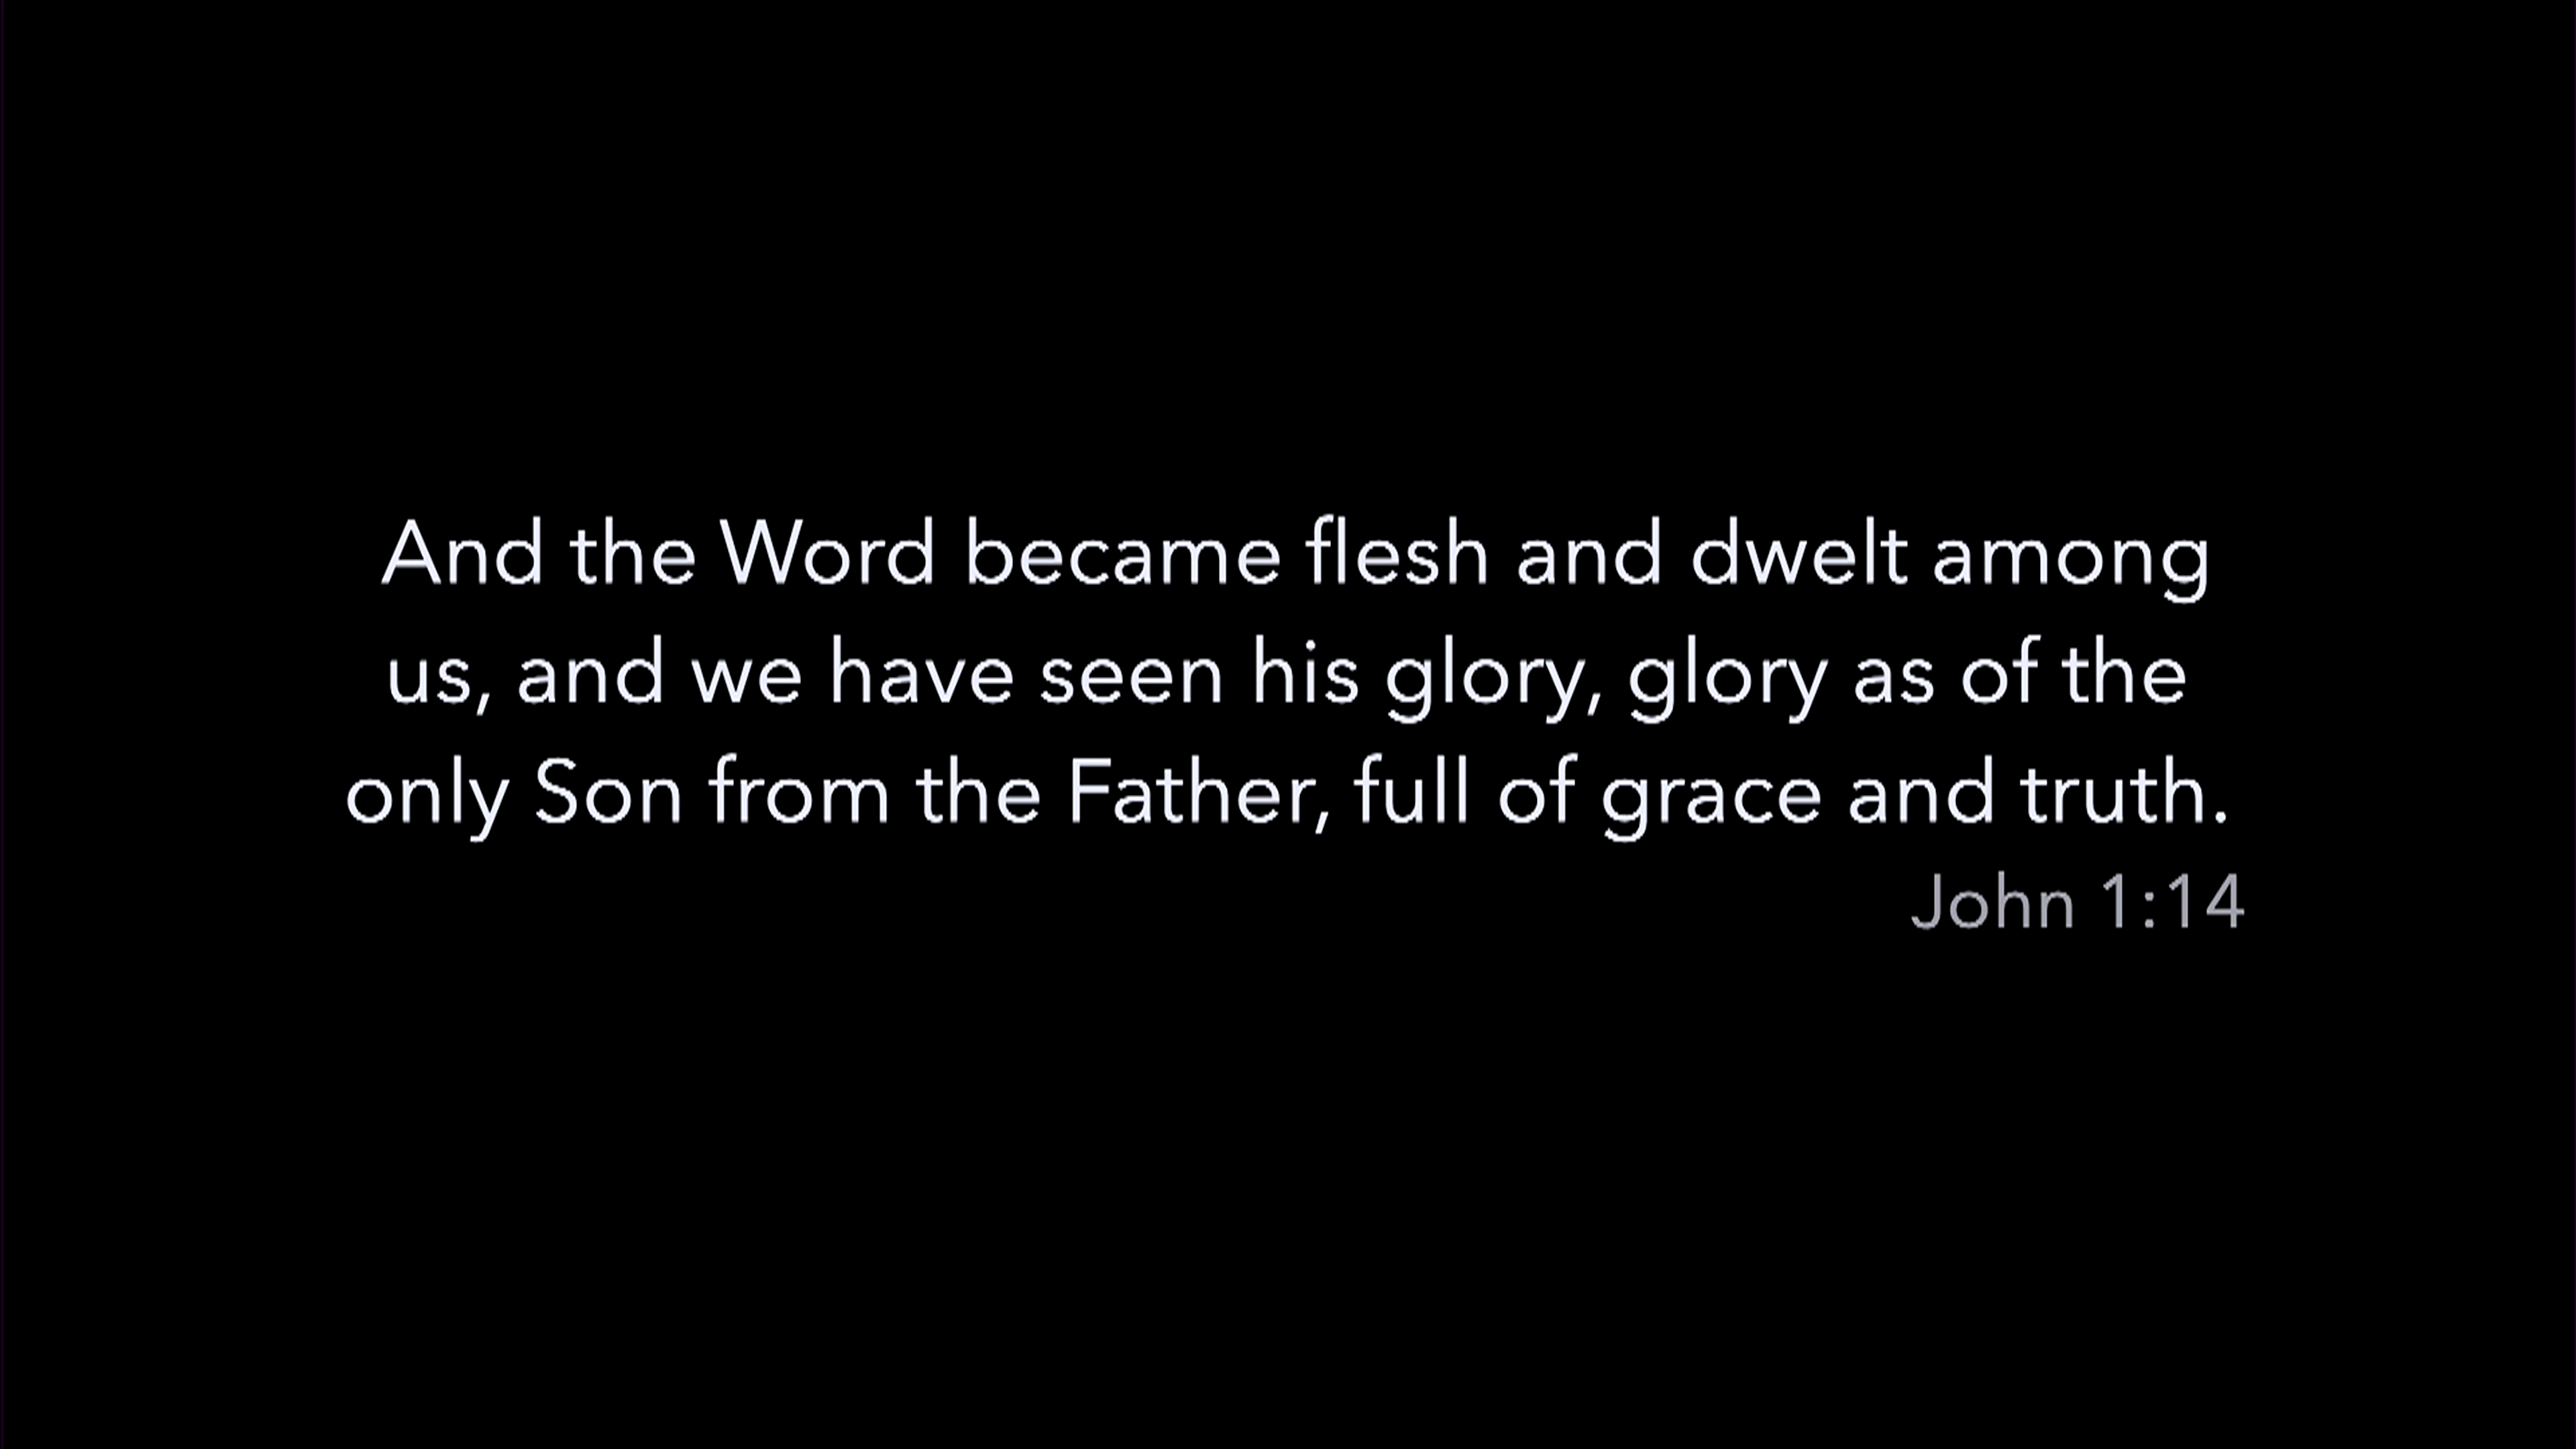 And the Word became flesh and dwelt among
us, and we have seen his glory, glory as of the
only Son from the Father, full of grace and truth.
John 1:14